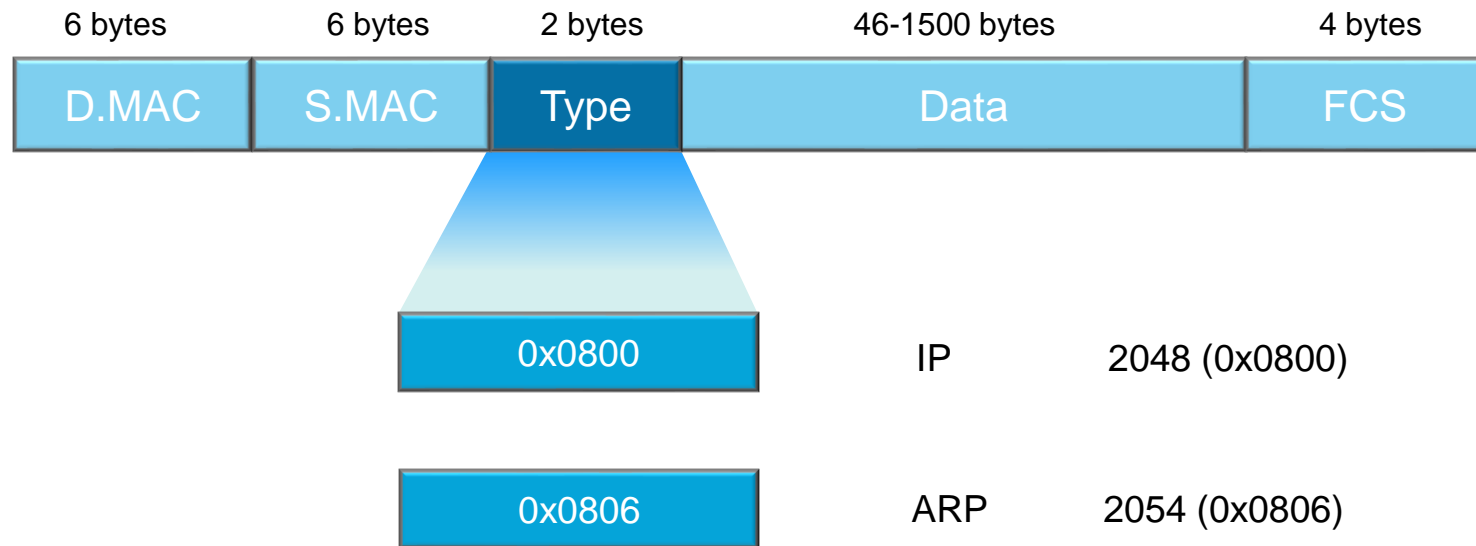 6 bytes 6 bytes 2 bytes 46-1500 bytes 4 bytes
D.MAC S.MAC Type Data FCS
0x0800 IP 2048 (0x0800)
0x0806 ARP 2054 (0x0806)